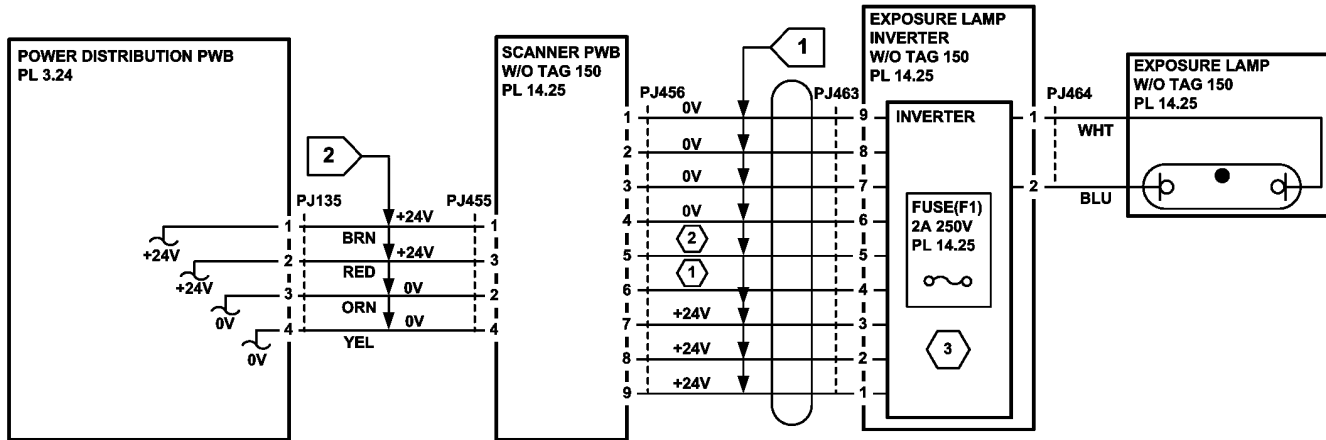 POWER DISTRIBUTION PWB
PL 3.24
2
PJ135
PJ455
1
+24V
1
BRN
+24V
2
+24V
3
RED
+24V
3
0V
2
ORN
0V
4
0V
4
YEL
0V
SCANNER PWB
W/O TAG 150
PL 14.25
PJ456
1
PJ463
1
0V
9
2
0V
8
3
0V
7
4
0V
6
2
5
5
1
6
4
7
+24V
3
8
+24V
2
9
+24V
1
EXPOSURE LAMP
INVERTER
W/O TAG 150
PL 14.25
INVERTER
FUSE(F1)
2A 250V
PL 14.25
3
PJ464
1
WHT
2
BLU
EXPOSURE LAMP
W/O TAG 150
PL 14.25